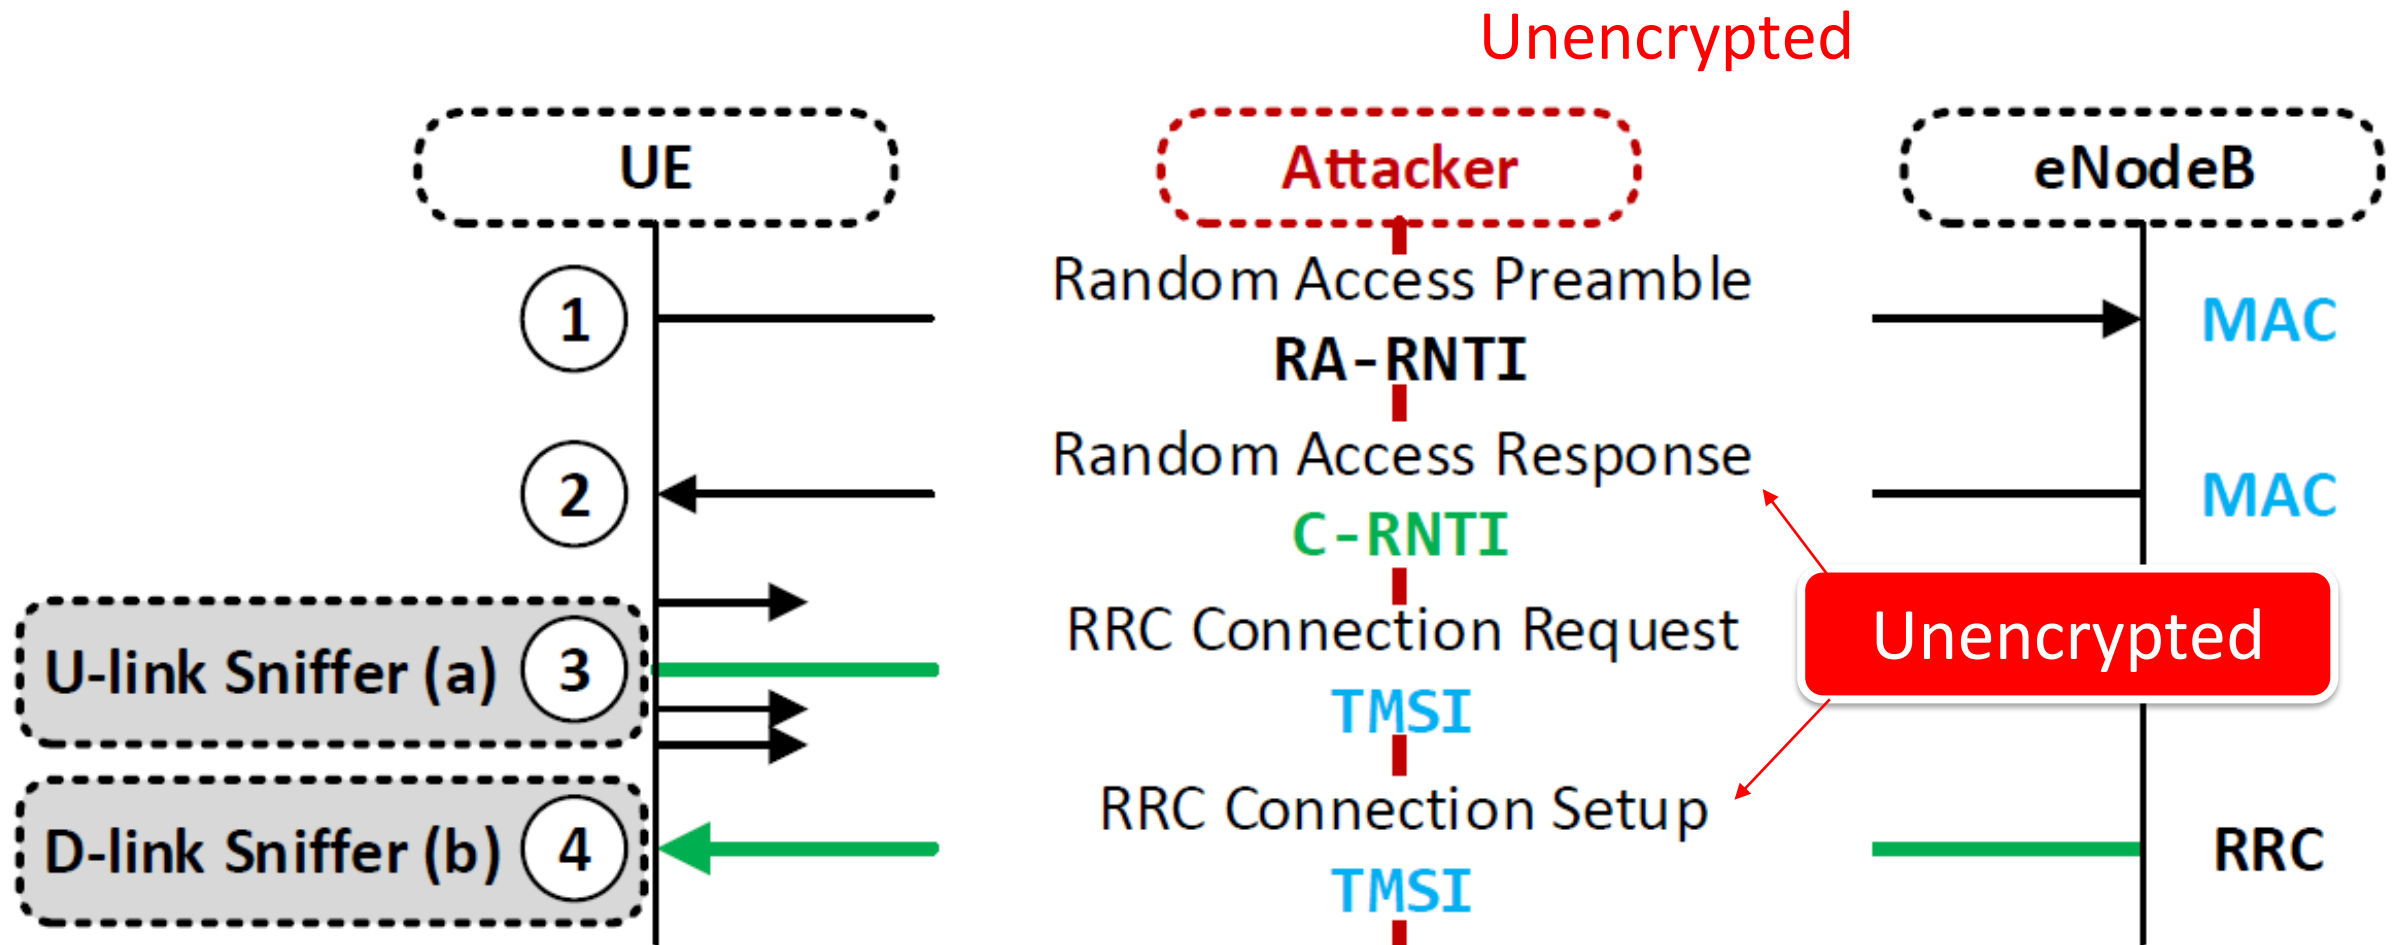 Unencrypted
UE
Attacker
eNodeB
Random Access Preamble
1
MAC
RA-RNTI
Random Access Response
2
MAC
C-RNTI
RRC Connection Request
Unencrypted
U-link Sniffer (a) 3
TMSI
RRC Connection Setup
D-link Sniffer (b) 4
RRC
TMSI